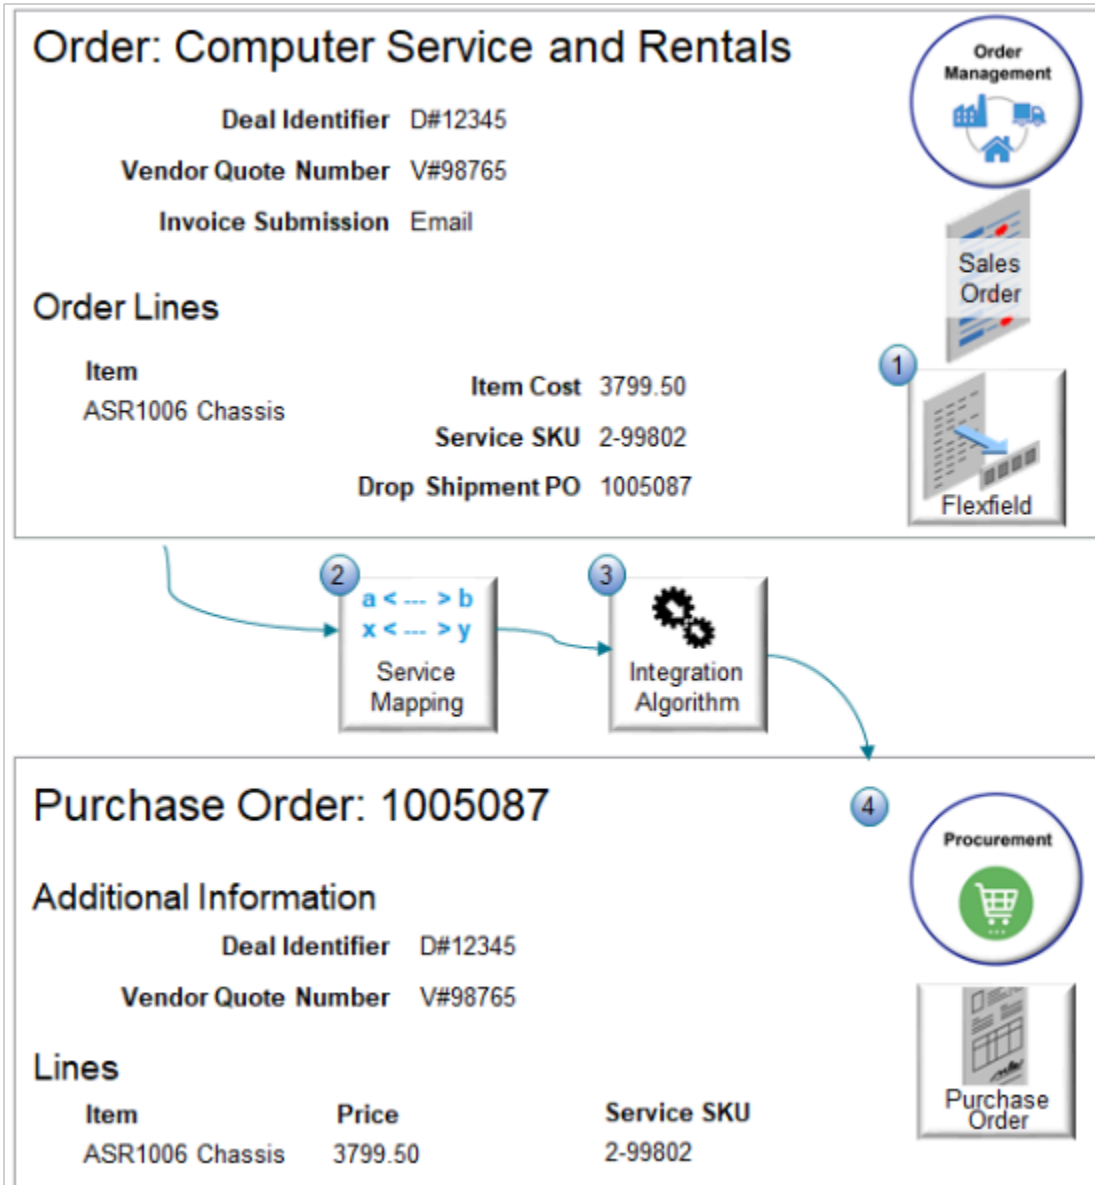 Order: Computer Service and Rentals
Order
Management
Deal Identifier D#12345
Vendor Quote Number V#98765
Invoice Submission Email
Sales
Order
Order Lines
1
Item
ASR1006 Chassis
Item Cost 3799.50
Service SKU 2-99802
Drop Shipment PO 1005087
Flexfield
2
a < --- > b
x < --- > y
Service
Mapping
3
Integration
Algorithm
Purchase Order: 1005087
4
Procurement
Additional Information
Deal Identifier D#12345
Vendor Quote Number V#98765
Lines
Item Price Service SKU
ASR1006 Chassis 3799.50 2-99802
Purchase
Order